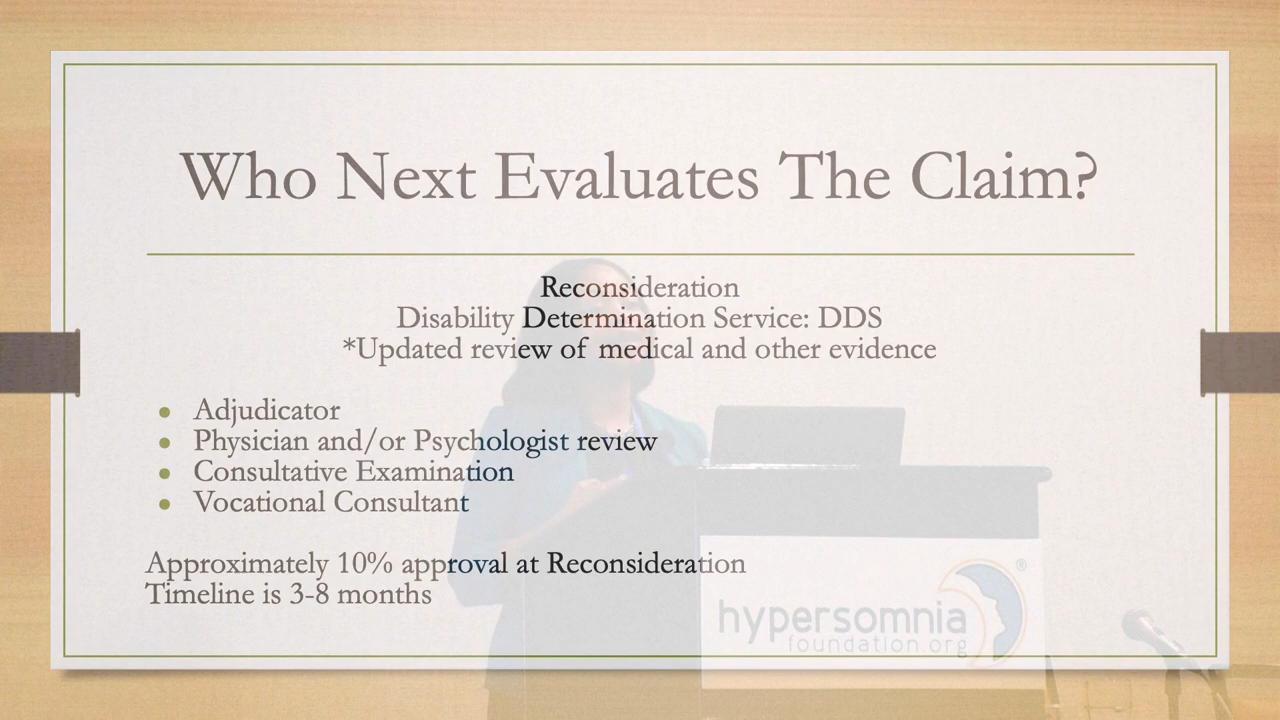 Who Next Evaluates The Claim?
Reconsideration
Disability Determination Service: DDS
*Updated review of medical and other evidence
• Adjudicator
• Physician and/or Psychologist review
• Consultative Examination
• Vocational Consultant
Approximately 10% approval at Reconsideration
Timeline is 3-8 months
hypersomnia®
foundation.org